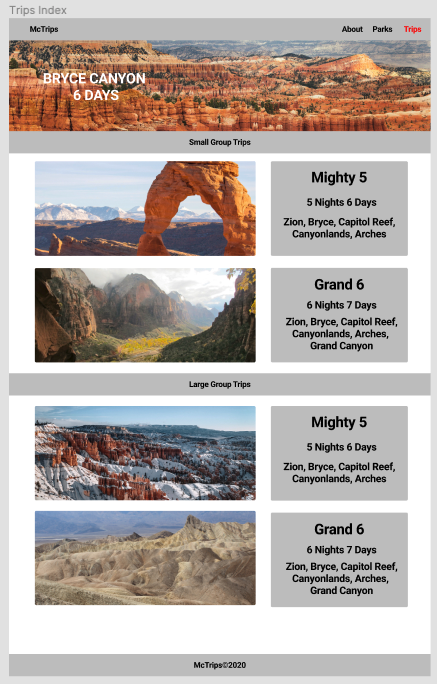 Trips Index
McTrips
About Parks Trips
BRYCE CANYON
6 DAYS
Small Group Trips
Mighty 5
5 Nights 6 Days
Zion, Bryce, Capitol Reef,
Canyonlands, Arches
Grand 6
6 Nights 7 Days
Zion, Bryce, Capitol Reef,
Canyonlands, Arches,
Grand Canyon
Large Group Trips
Mighty 5
5 Nights 6 Days
Zion, Bryce, Capitol Reef,
Canyonlands, Arches
Grand 6
6 Nights 7 Days
Zion, Bryce, Capitol Reef,
Canyonlands, Arches,
Grand Canyon
McTrips©2020